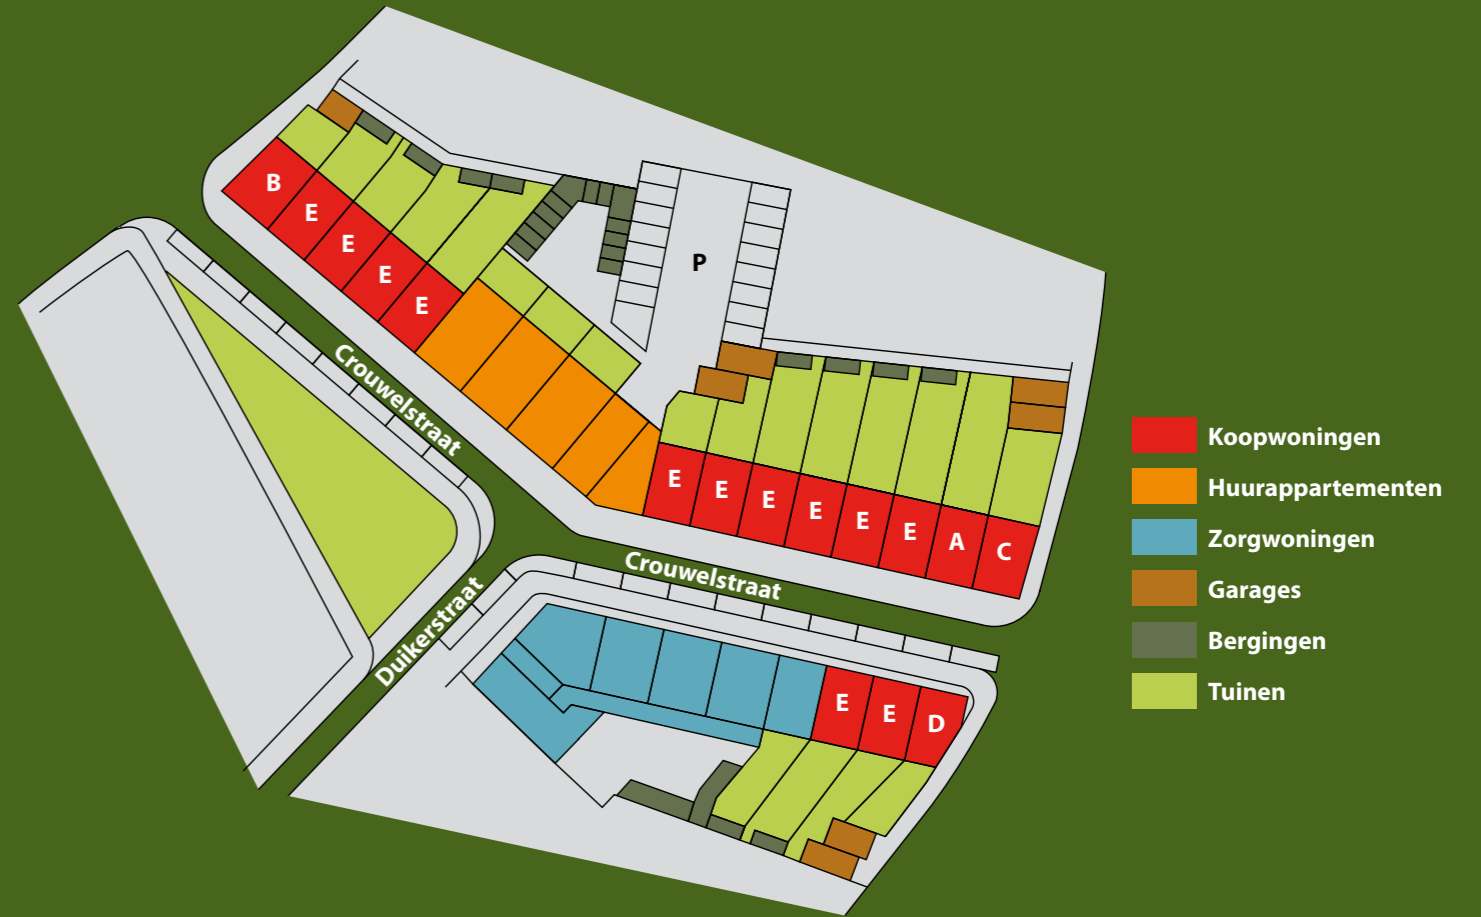 B
E
E
E
E
P
E
E
E
E
E
E
A
C
Crouwelstraat
Crouwelstraat
Duikerstraat
E
E
D
Koopwoningen
Huurappartementen
Zorgwoningen
Garages
Bergingen
Tuinen